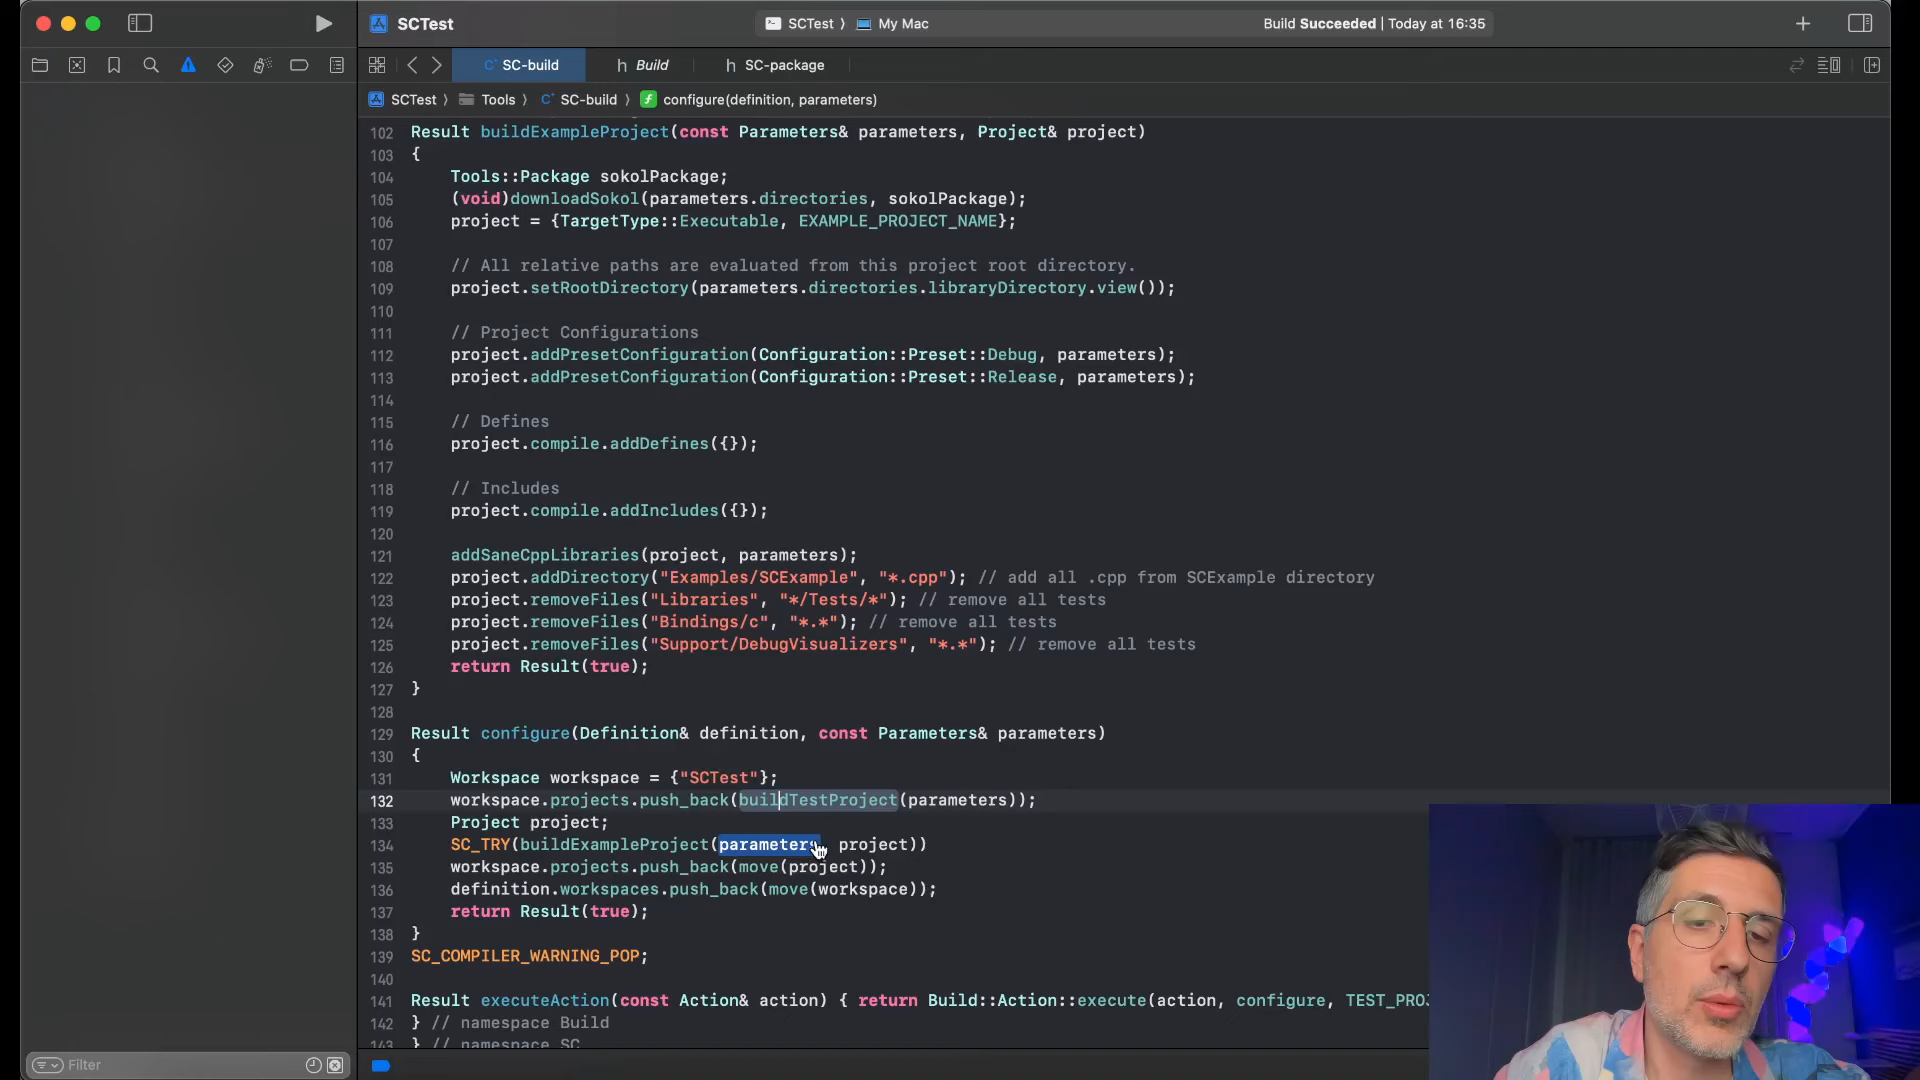 SCTest
SCTest 〉 My Mac
Build Succeeded | Today at 16:35
SC-build
h Build
h SC-package
SCTest 〉 Tools 〉 SC-build 〉 configure(definition, parameters)
102 Result buildExampleProject(const Parameters& parameters, Project& project)
103 {
104 Tools::Package sokolPackage;
105 (void)downloadSokol(parameters.directories, sokolPackage);
106 project = {TargetType::Executable, EXAMPLE_PROJECT_NAME};
107
108 // All relative paths are evaluated from this project root directory.
109 project.setRootDirectory(parameters.directories.libraryDirectory.view());
110
111 // Project Configurations
112 project.addPresetConfiguration(Configuration::Preset::Debug, parameters);
113 project.addPresetConfiguration(Configuration::Preset::Release, parameters);
114
115 // Defines
116 project.compile.addDefines({});
117
118 // Includes
119 project.compile.addIncludes({});
120
121 addSaneCppLibraries(project, parameters);
122 project.addDirectory("Examples/SCExample", "*.cpp"); // add all .cpp from SCExample directory
123 project.removeFiles("Libraries", "*/Tests/*"); // remove all tests
124 project.removeFiles("Bindings/c", "*.*"); // remove all tests
125 project.removeFiles("Support/DebugVisualizers", "*.*"); // remove all tests
126 return Result(true);
127 }
128
129 Result configure(Definition& definition, const Parameters& parameters)
130 {
131 Workspace workspace = {"SCTest"};
132 workspace.projects.push_back(buildTestProject(parameters));
133 Project project;
134 SC_TRY(buildExampleProject(parameters, project))
135 workspace.projects.push_back(move(project));
136 definition.workspaces.push_back(move(workspace));
137 return Result(true);
138 }
139 SC_COMPILER_WARNING_POP;
140
141 Result executeAction(const Action& action) { return Build::Action::execute(action, configure, TEST_PROJ
142 } // namespace Build
143 } // namespace SC
Filter